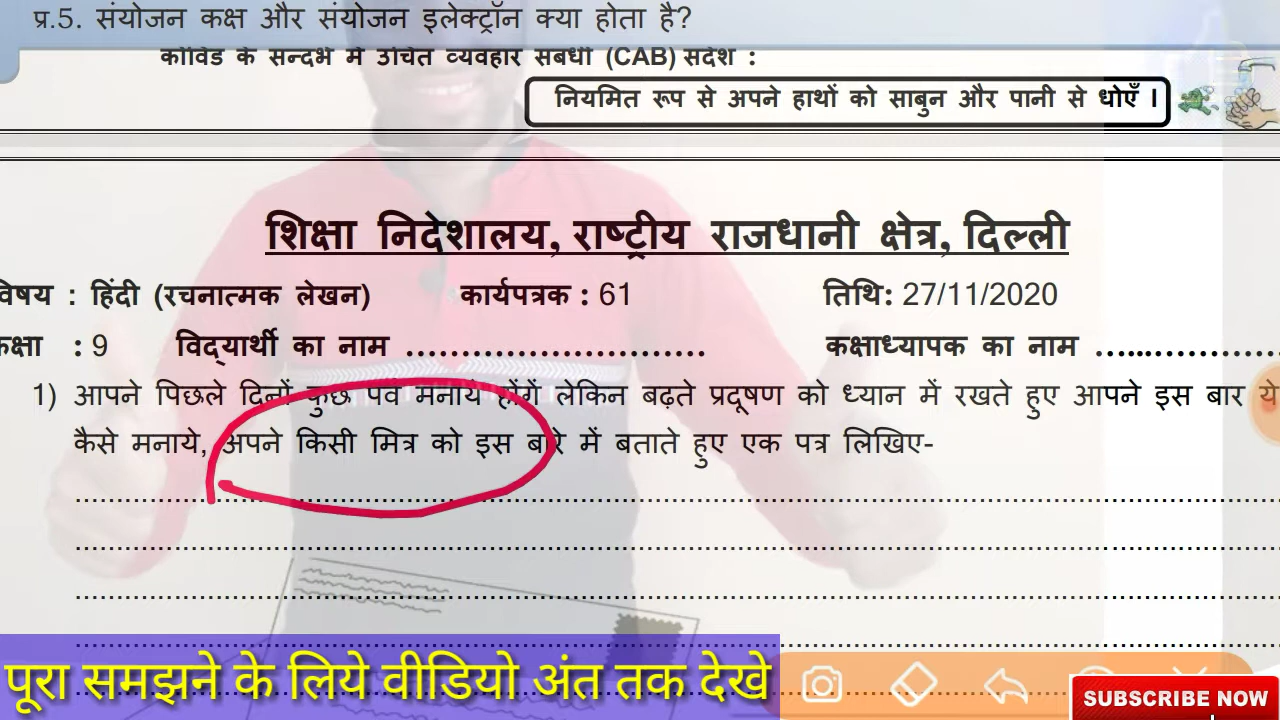 प्र.5. संयोजन कक्ष और संयोजन इलेक्ट्रॉन क्या होता है?
कोविड के सन्दर्भ में उचित व्यवहार संबंधी (CAB) संदेश :
नियमित रूप से अपने हाथों को साबुन और पानी से धोएँ ।
शिक्षा निदेशालय, राष्ट्रीय राजधानी क्षेत्र, दिल्ली
विषय : हिंदी (रचनात्मक लेखन) कार्यपत्रक : 61 तिथि: 27/11/2020
कक्षा : 9 विद्यार्थी का नाम ........................... कक्षाध्यापक का नाम ................
1) आपने पिछले दिनों कुछ पर्व मनाये होंगें लेकिन बढ़ते प्रदूषण को ध्यान में रखते हुए आपने इस बार ये
कैसे मनाये, अपने किसी मित्र को इस बारे में बताते हुए एक पत्र लिखिए-
पूरा समझने के लिये वीडियो अंत तक देखे
SUBSCRIBE NOW